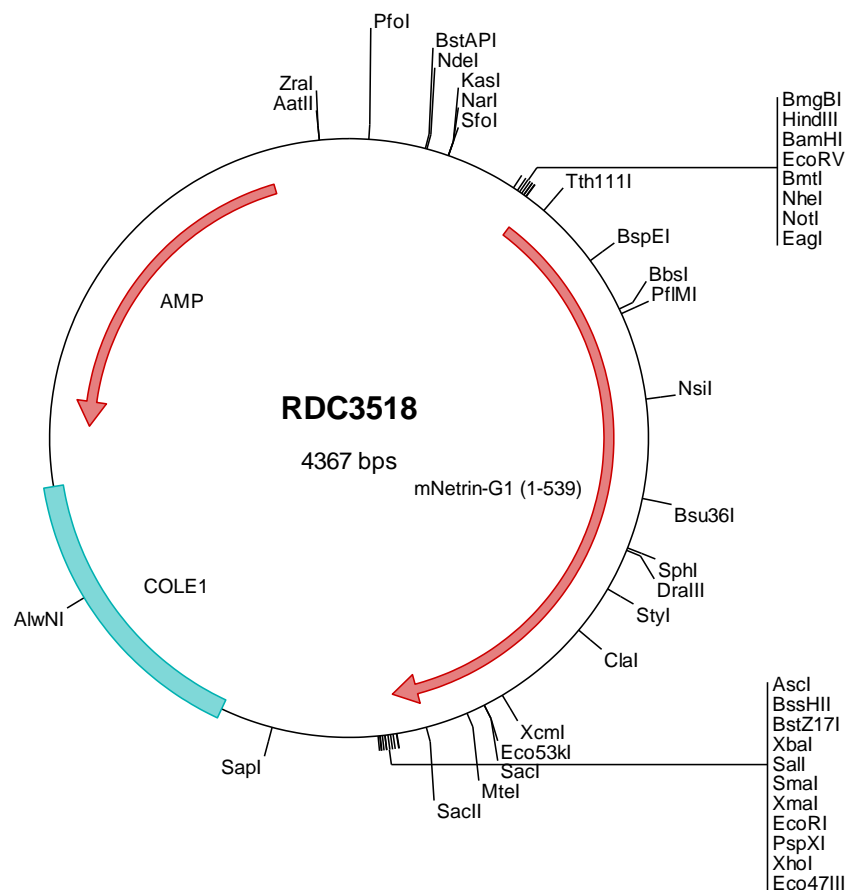 PfoI
BstAPI
NdeI
KasI
NarI
SfoI
ZraI
AatII
BmgBI
HindIII
BamHI
EcoRV
BmtI
NheI
NotI
EagI
Tth111I
BspEI
BbsI
PflMI
AMP
NsiI
RDC3518
4367 bps
mNetrin-G1 (1-539)
Bsu36I
SphI
DraIII
StyI
COLE1
AlwNI
ClaI
XcmI
Eco53kI
SacI
MteI
SacII
SapI
AscI
BssHII
BstZ17I
XbaI
SalI
SmaI
XmaI
EcoRI
PspXI
XhoI
Eco47III